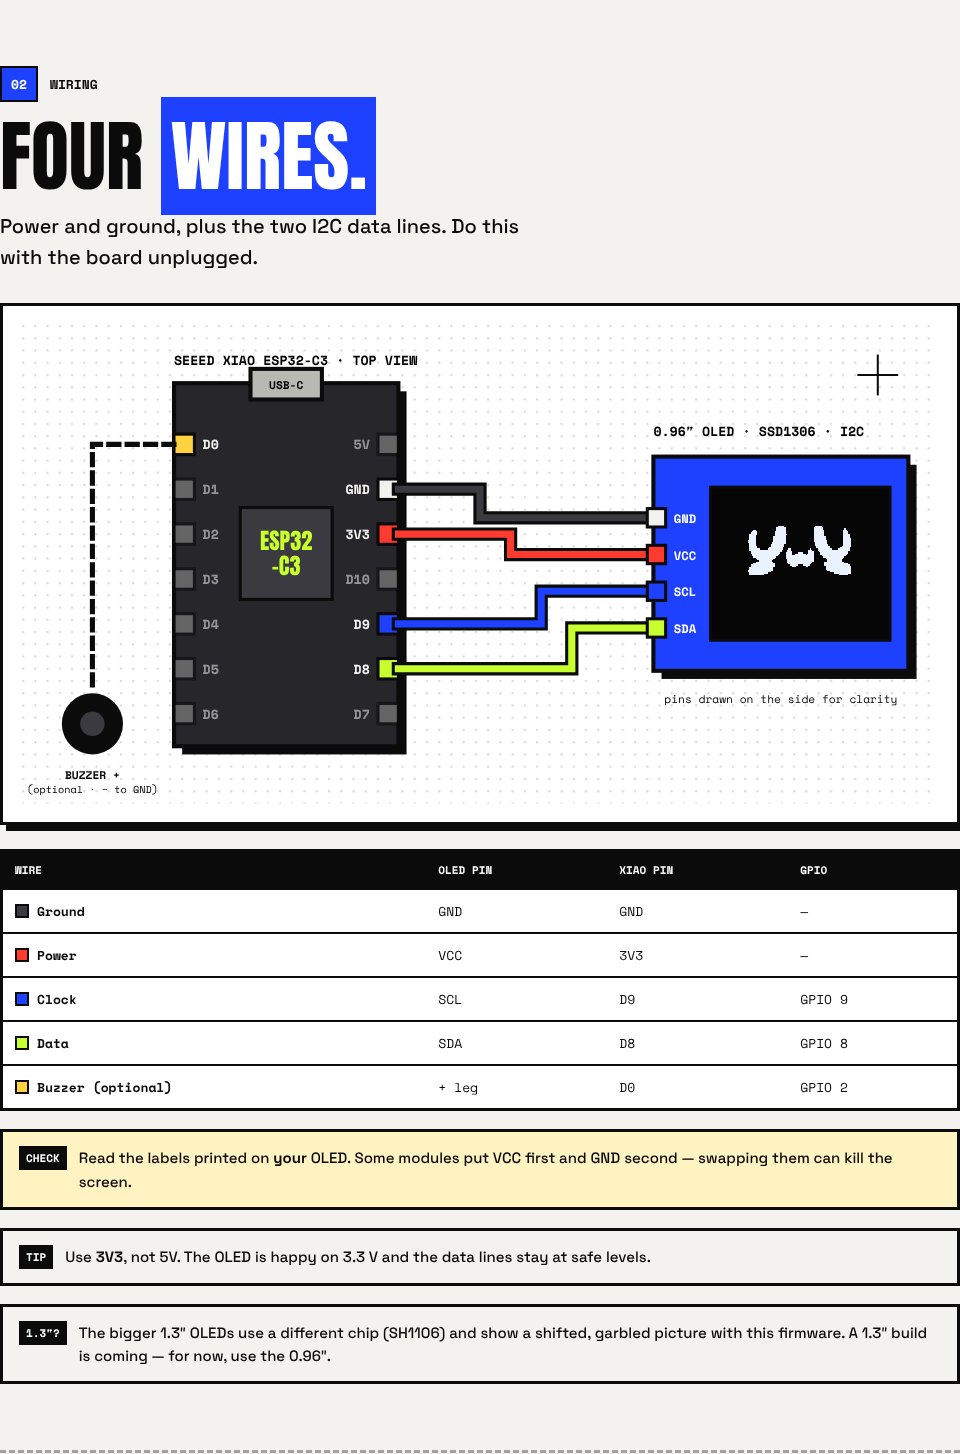 02 WIRING
FOUR WIRES.
Power and ground, plus the two I2C data lines. Do this
with the board unplugged.
SEEED XIAO ESP32-C3 · TOP VIEW
USB-C
0.96″ OLED · SSD1306 · I2C
D0 5V
D1 GND
D2 3V3
D3 D10
D4 D9
D5 D8
D6 D7
ESP32
-C3
GND
VCC
SCL
SDA
pins drawn on the side for clarity
BUZZER +
(optional · − to GND)
WIRE OLED PIN XIAO PIN GPIO
Ground GND GND —
Power VCC 3V3 —
Clock SCL D9 GPIO 9
Data SDA D8 GPIO 8
Buzzer (optional) + leg D0 GPIO 2
CHECK Read the labels printed on your OLED. Some modules put VCC first and GND second — swapping them can kill the
screen.
TIP Use 3V3, not 5V. The OLED is happy on 3.3 V and the data lines stay at safe levels.
1.3″? The bigger 1.3″ OLEDs use a different chip (SH1106) and show a shifted, garbled picture with this firmware. A 1.3″ build
is coming — for now, use the 0.96″.